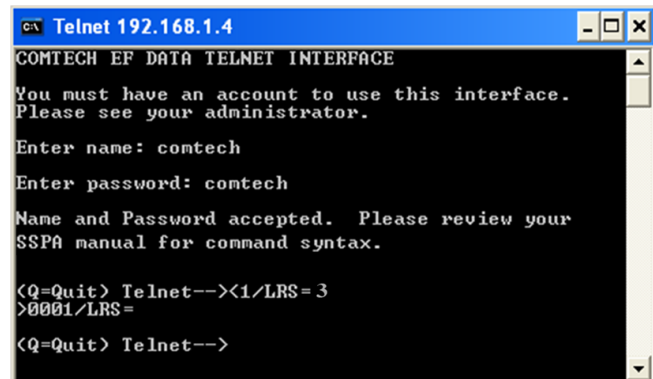 Telnet 192.168.1.4
COMTECH EF DATA TELNET INTERFACE
You must have an account to use this interface.
Please see your administrator.
Enter name: comtech
Enter password: comtech
Name and Password accepted.  Please review your
SSPA manual for command syntax.
(Q=Quit) Telnet--><1/LRS=3
>0001/LRS=
(Q=Quit) Telnet-->